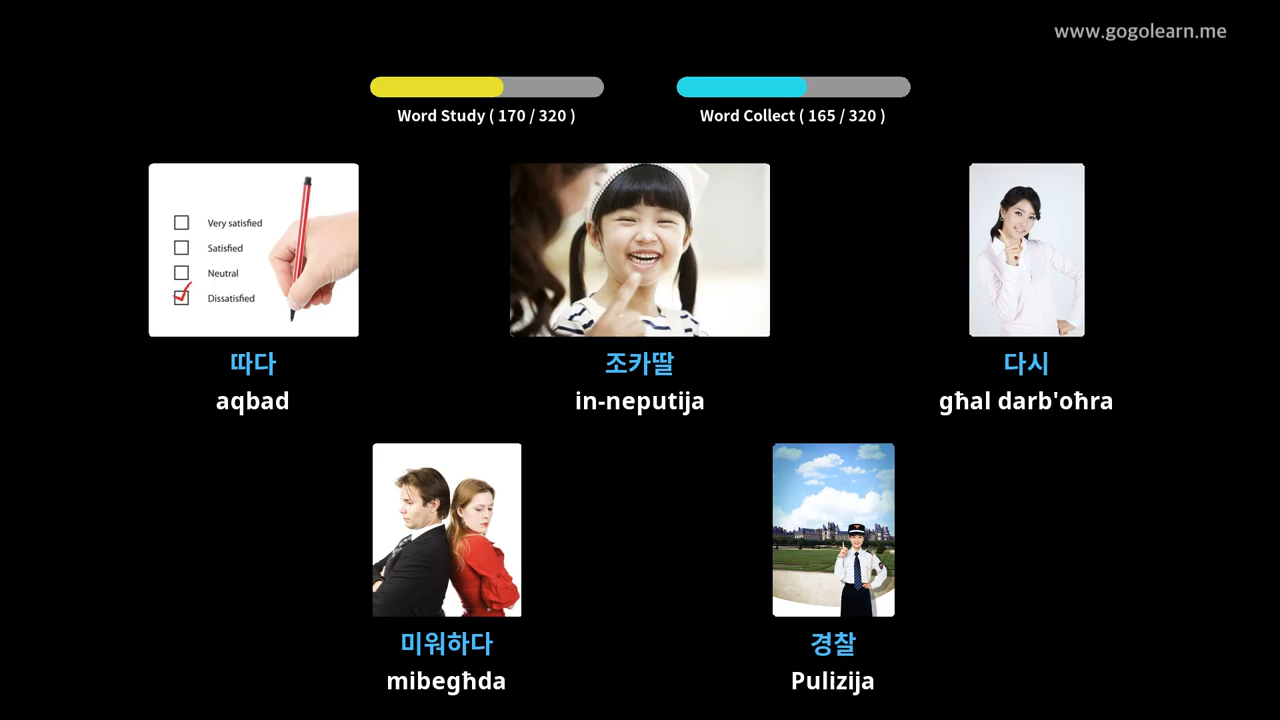 www.gogolearn.me
Word Study ( 170 / 320 )
Word Collect ( 165 / 320 )
Very satisfied
Satisfied
Neutral
Dissatisfied
따다
aqbad
조카딸
in-neputija
다시
għal darb'oħra
미워하다
mibegħda
경찰
Pulizija